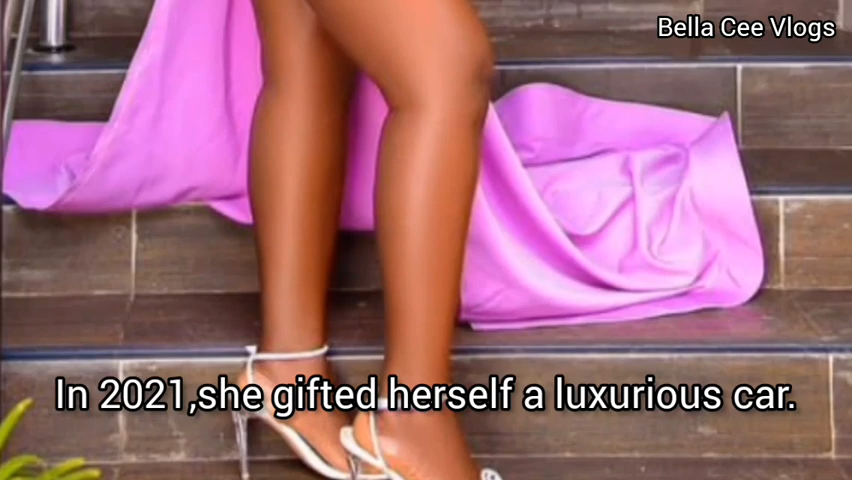 Bella Cee Vlogs
In 2021,she gifted herself a luxurious car.